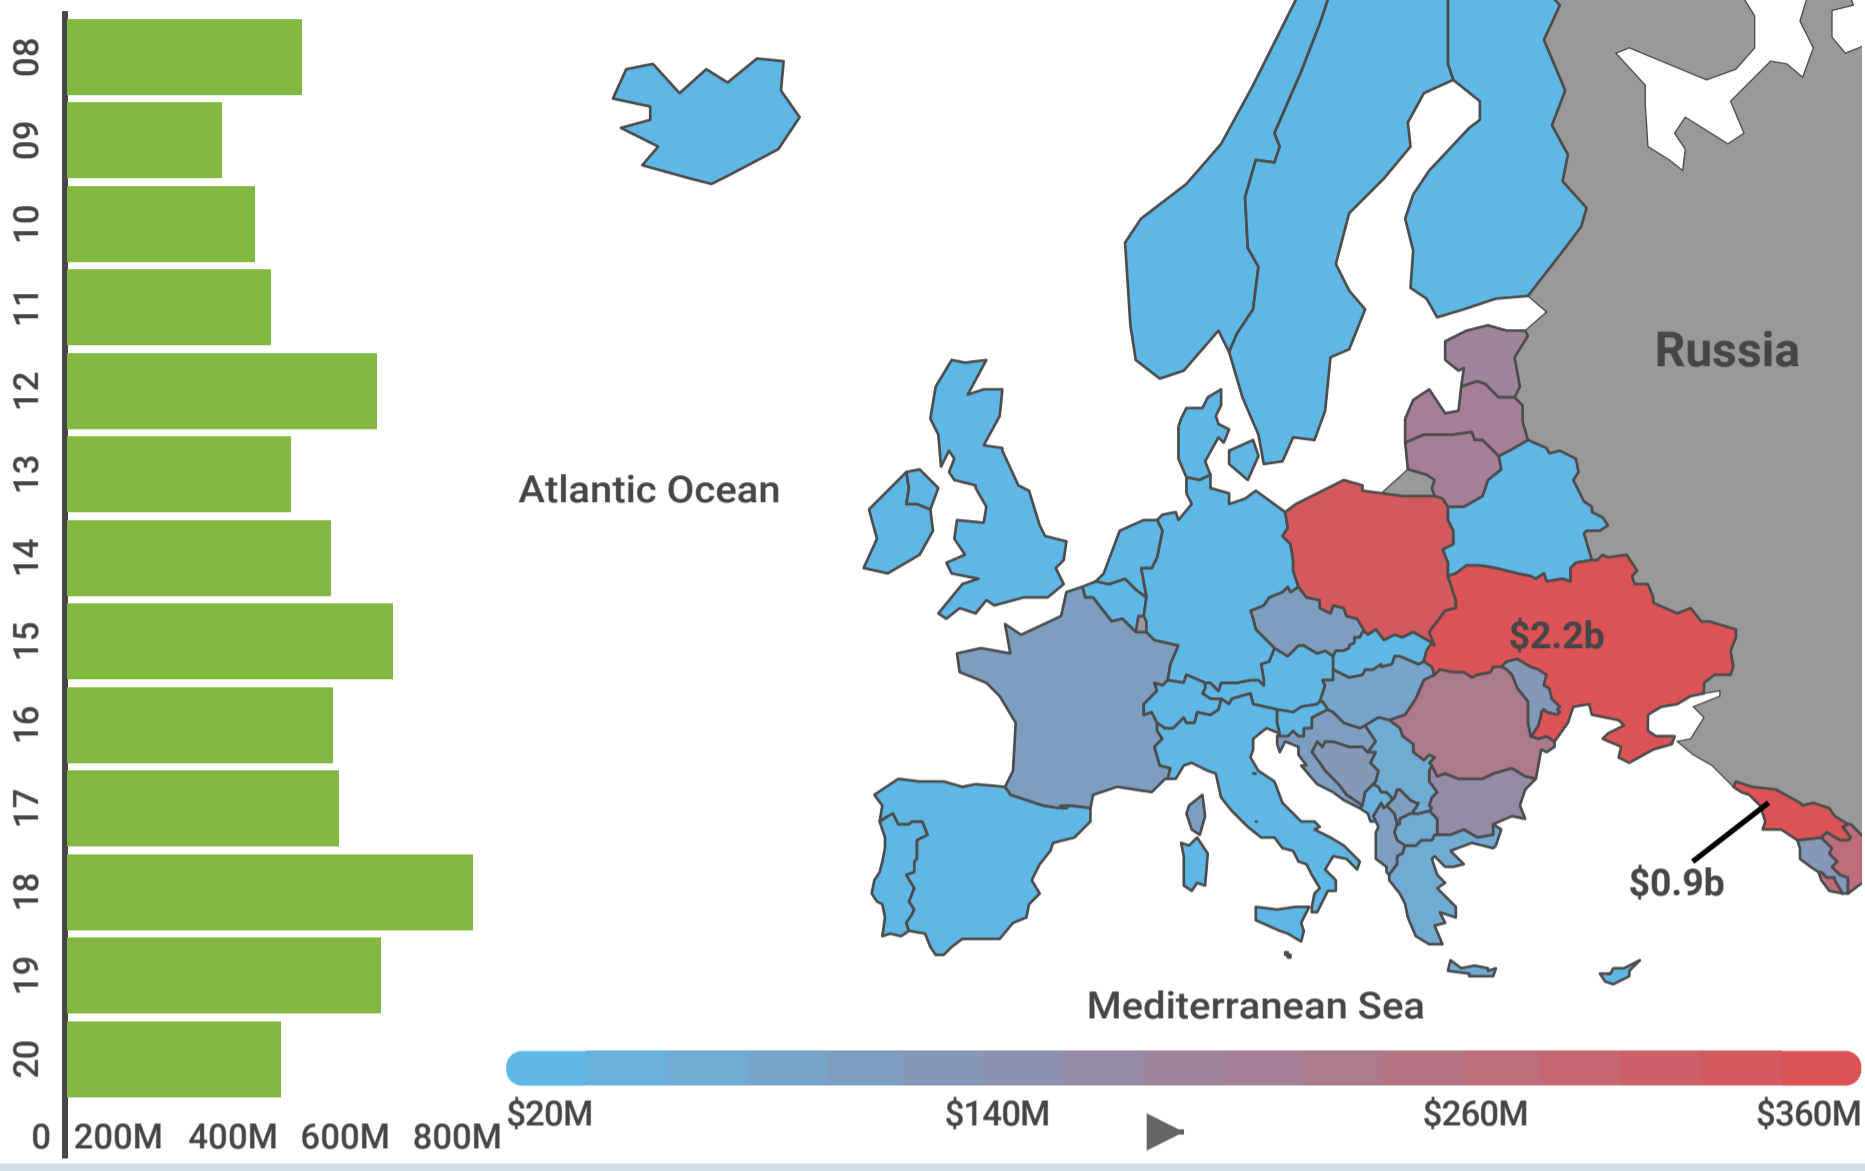 08
09
10
11
12
13
14
15
16
17
18
19
20
0 200M 400M 600M 800M
Russia
Atlantic Ocean
$2.2b
$0.9b
Mediterranean Sea
$20M $140M $260M $360M